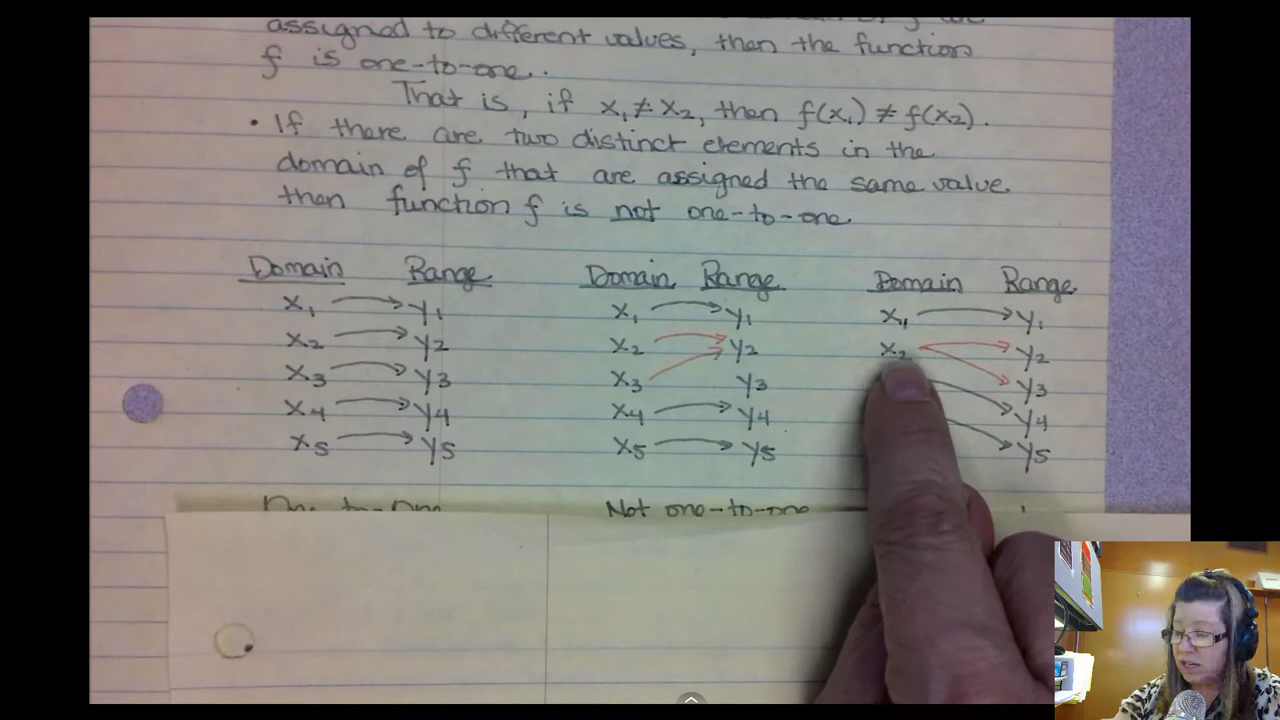 assigned to different values, then the function
f is one-to-one.
That is, if x₁ ≠ x₂, then f(x₁) ≠ f(x₂).
• If there are two distinct elements in the
domain of f that are assigned the same value
then function f is not one-to-one
Domain Range Domain Range Domain Range
x₁ → y₁ x₁ → y₁ x₁ → y₁
x₂ → y₂ x₂ → y₂ x₂ → y₂
x₃ → y₃ x₃ y₃ y₃
x₄ → y₄ x₄ → y₄ y₄
x₅ → y₅ x₅ → y₅ y₅
One-to-one Not one-to-one